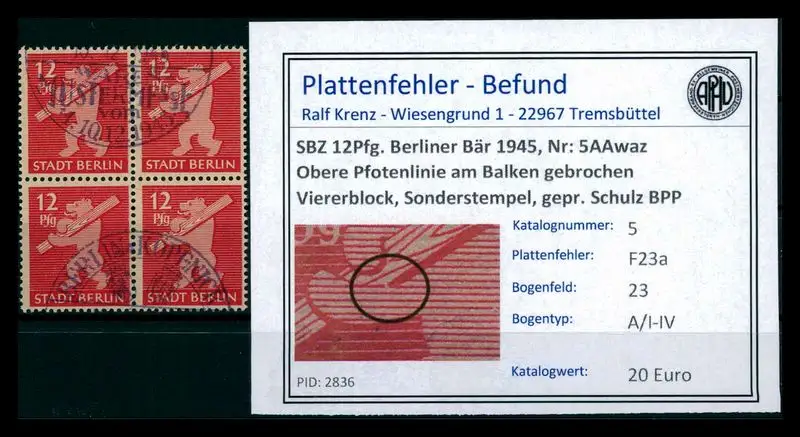 12
Pfg
STADT BERLIN
12
Pfg
STADT BERLIN
12
Pfg
STADT BERLIN
12
Pfg
STADT BERLIN
Plattenfehler - Befund
Ralf Krenz - Wiesengrund 1 - 22967 Tremsbüttel
SBZ 12Pfg. Berliner Bär 1945, Nr: 5AAwaz
Obere Pfotenlinie am Balken gebrochen
Viererblock, Sonderstempel, gepr. Schulz BPP
Katalognummer: 5
Plattenfehler: F23a
Bogenfeld: 23
Bogentyp: A/I-IV
PID: 2836
Katalogwert: 20 Euro